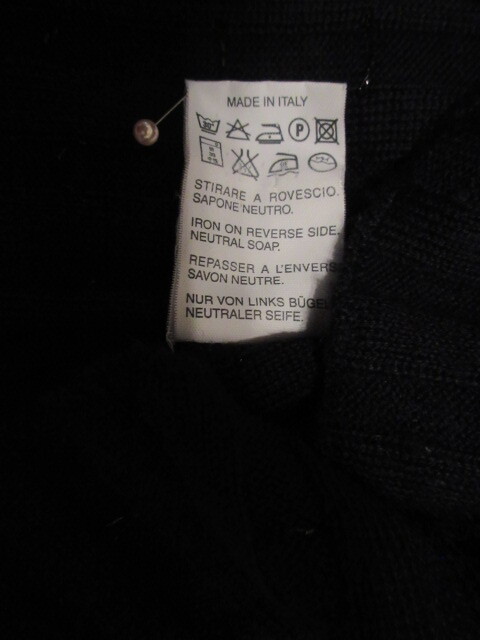 MADE IN ITALY
30°
P
STIRARE A ROVESCIO.
SAPONE NEUTRO.
IRON ON REVERSE SIDE.
NEUTRAL SOAP.
REPASSER A L'ENVERS
SAVON NEUTRE.
NUR VON LINKS BÜGEL
NEUTRALER SEIFE.